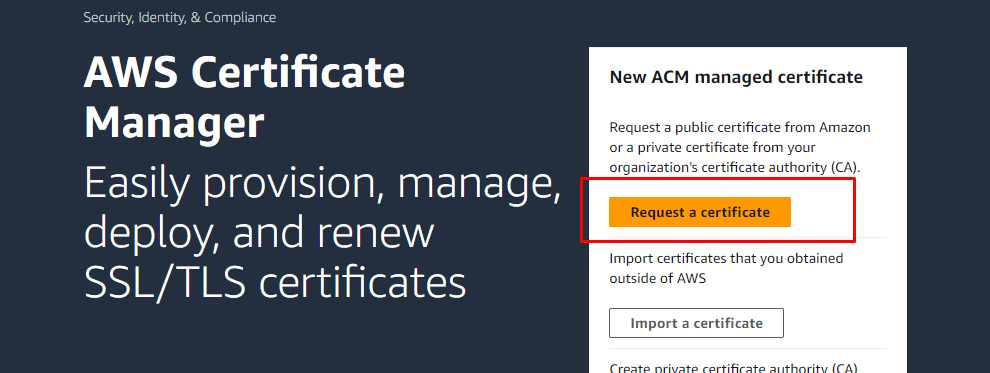 Security, Identity, & Compliance
AWS Certificate
Manager
Easily provision, manage,
deploy, and renew
SSL/TLS certificates
New ACM managed certificate
Request a public certificate from Amazon
or a private certificate from your
organization's certificate authority (CA).
Request a certificate
Import certificates that you obtained
outside of AWS
Import a certificate
Create private certificate authority (CA)